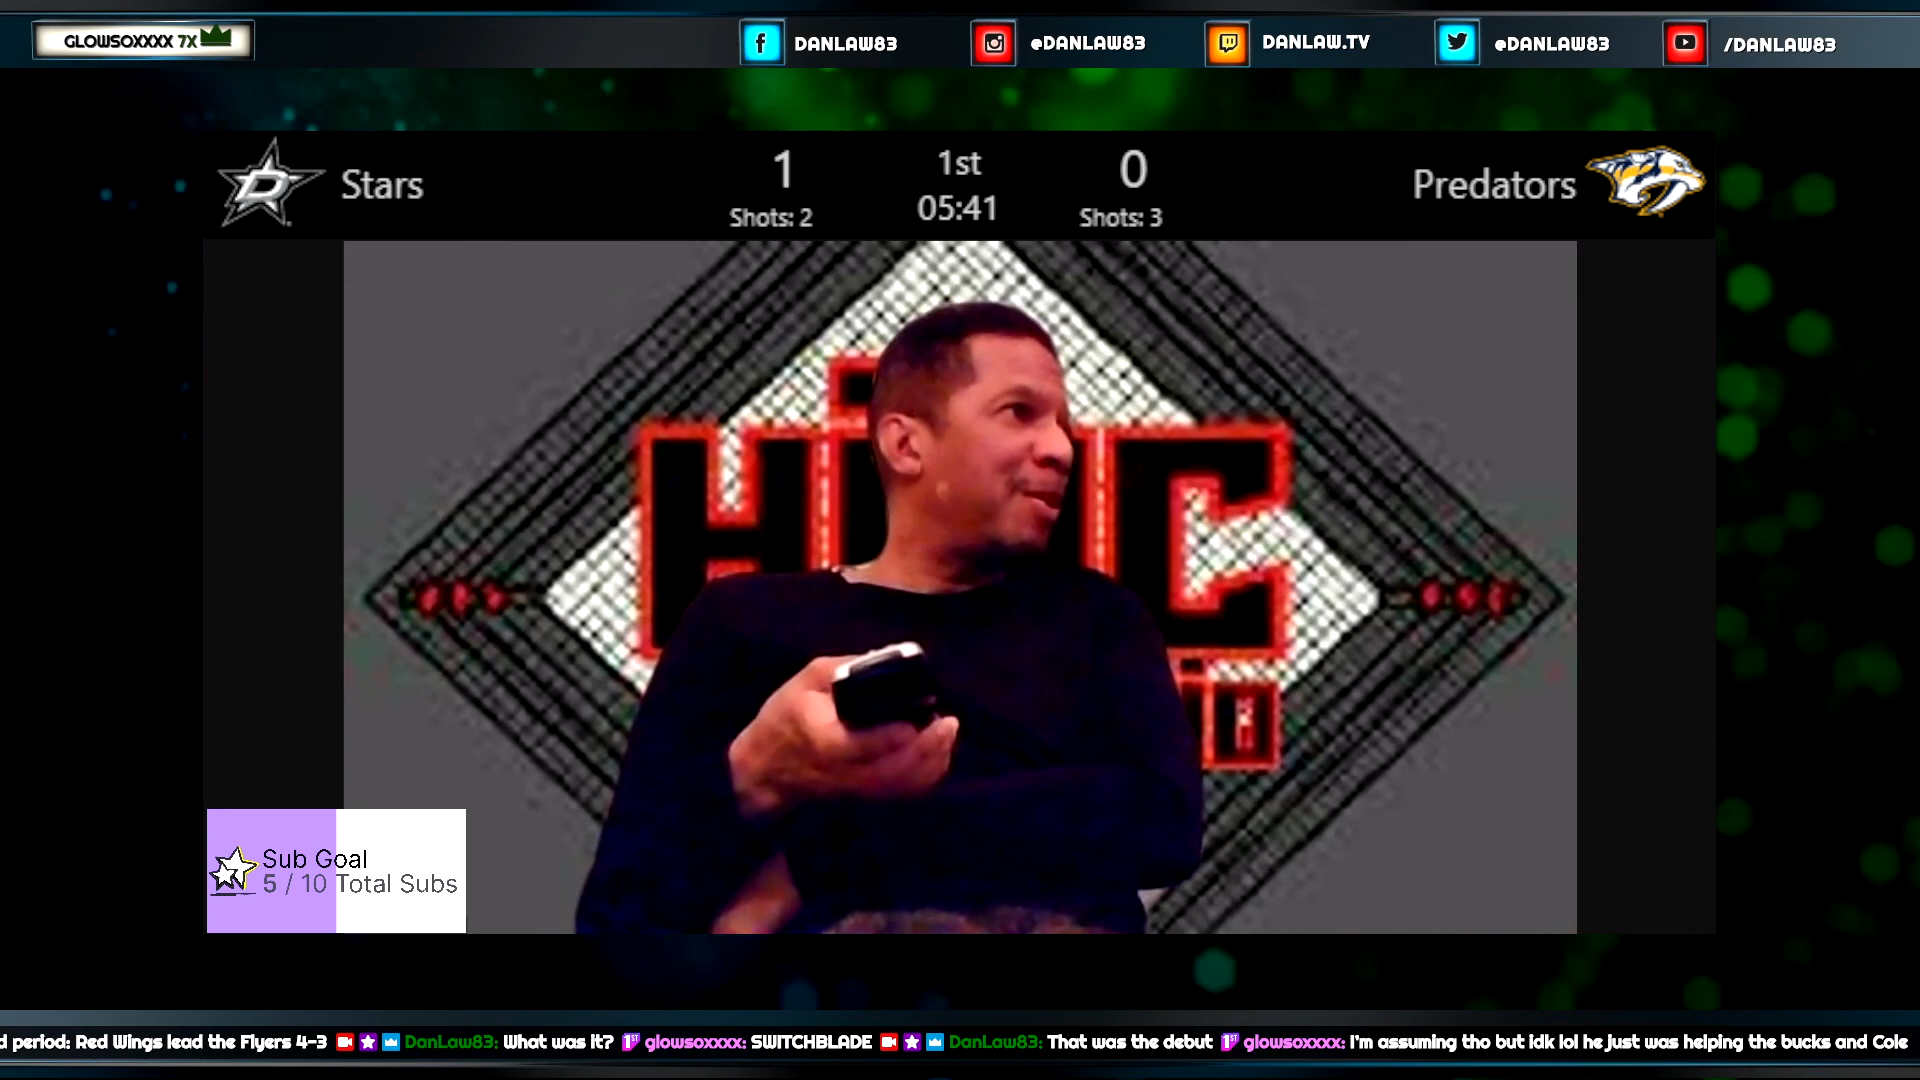 GLOWSOXXXX 7X
DANLAW83
@DANLAW83
DANLAW.TV
@DANLAW83
/DANLAW83
Stars
1
Shots: 2
1st
05:41
0
Shots: 3
Predators
Sub Goal
5 / 10 Total Subs
d period: Red Wings lead the Flyers 4-3 DanLaw83: What was it? 1ST glowsoxxxx: SWITCHBLADE DanLaw83: That was the debut 1ST glowsoxxxx: I'm assuming tho but idk lol he just was helping the bucks and Cole